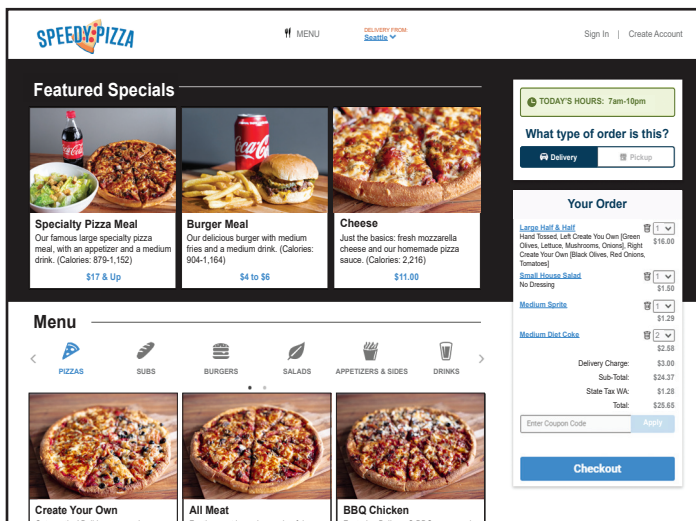 SPEEDY PIZZA
MENU
DELIVERY FROM
Seattle
Sign In | Create Account
Featured Specials
Specialty Pizza Meal
Our famous large specialty pizza
meal, with an appetizer and a medium
drink. (Calories: 879-1,152)
$17 & Up
Burger Meal
Our delicious burger with medium
fries and a medium drink. (Calories:
904-1,164)
$4 to $6
Cheese
Just the basics: fresh mozzarella
cheese and our homemade pizza
sauce. (Calories: 2,216)
$11.00
Menu
PIZZAS
SUBS
BURGERS
SALADS
APPETIZERS & SIDES
DRINKS
Create Your Own
All Meat
BBQ Chicken
TODAY'S HOURS: 7am-10pm
What type of order is this?
Delivery
Pickup
Your Order
Large Half & Half 1
$16.00
Hand Tossed, Left Create You Own [Green
Olives, Lettuce, Mushrooms, Onions], Right
Create Your Own [Black Olives, Red Onions,
Tomatoes]
Small House Salad 1
No Dressing
$1.50
Medium Sprite 1
$1.29
Medium Diet Coke 2
$2.58
Delivery Charge: $3.00
Sub-Total: $24.37
State Tax WA: $1.28
Total: $25.65
Enter Coupon Code
Apply
Checkout